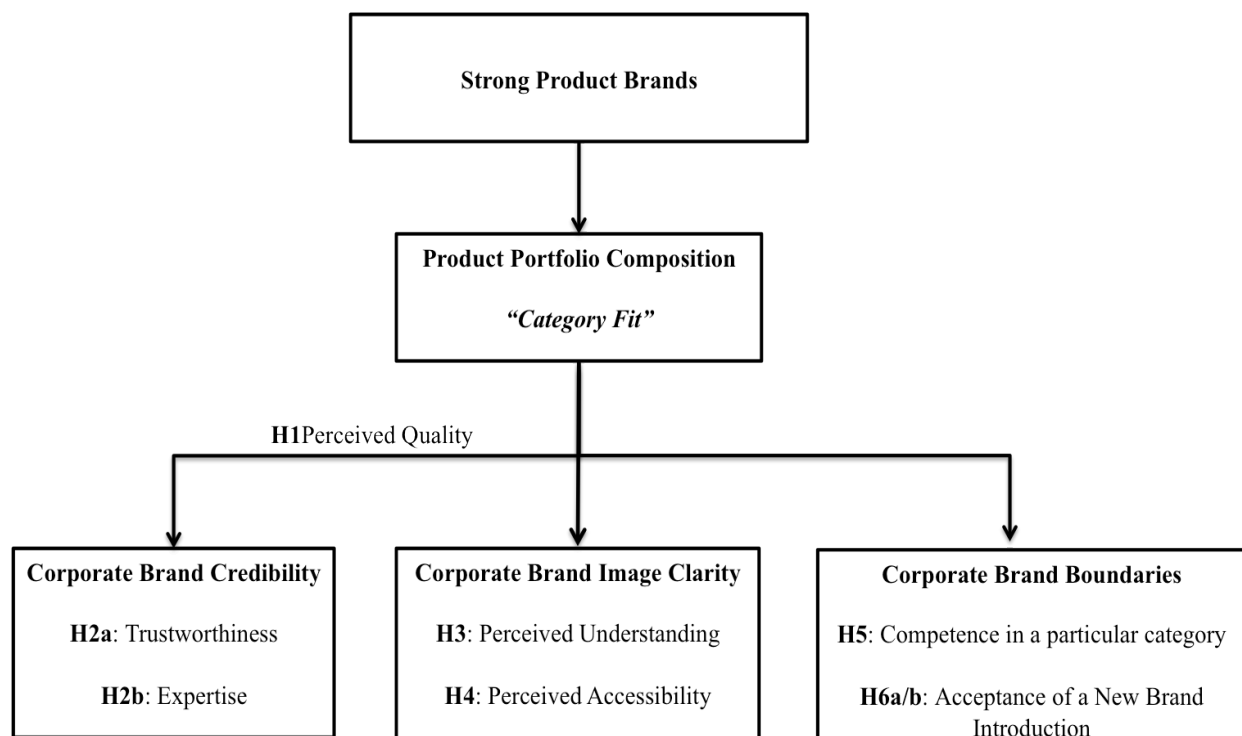 Strong Product Brands
Product Portfolio Composition
“Category Fit”
H1Perceived Quality
Corporate Brand Credibility
H2a: Trustworthiness
H2b: Expertise
Corporate Brand Image Clarity
H3: Perceived Understanding
H4: Perceived Accessibility
Corporate Brand Boundaries
H5: Competence in a particular category
H6a/b: Acceptance of a New Brand
Introduction